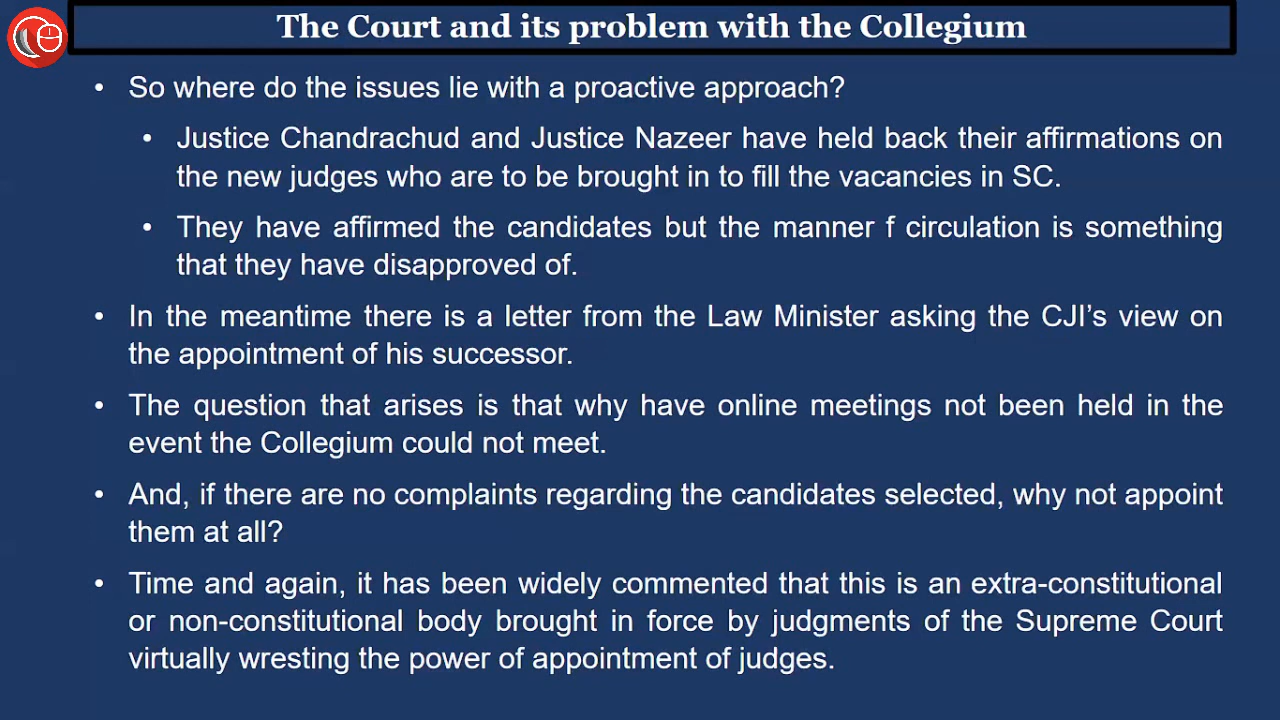 The Court and its problem with the Collegium
• So where do the issues lie with a proactive approach?
• Justice Chandrachud and Justice Nazeer have held back their affirmations on
the new judges who are to be brought in to fill the vacancies in SC.
• They have affirmed the candidates but the manner f circulation is something
that they have disapproved of.
• In the meantime there is a letter from the Law Minister asking the CJI's view on
the appointment of his successor.
• The question that arises is that why have online meetings not been held in the
event the Collegium could not meet.
• And, if there are no complaints regarding the candidates selected, why not appoint
them at all?
• Time and again, it has been widely commented that this is an extra-constitutional
or non-constitutional body brought in force by judgments of the Supreme Court
virtually wresting the power of appointment of judges.